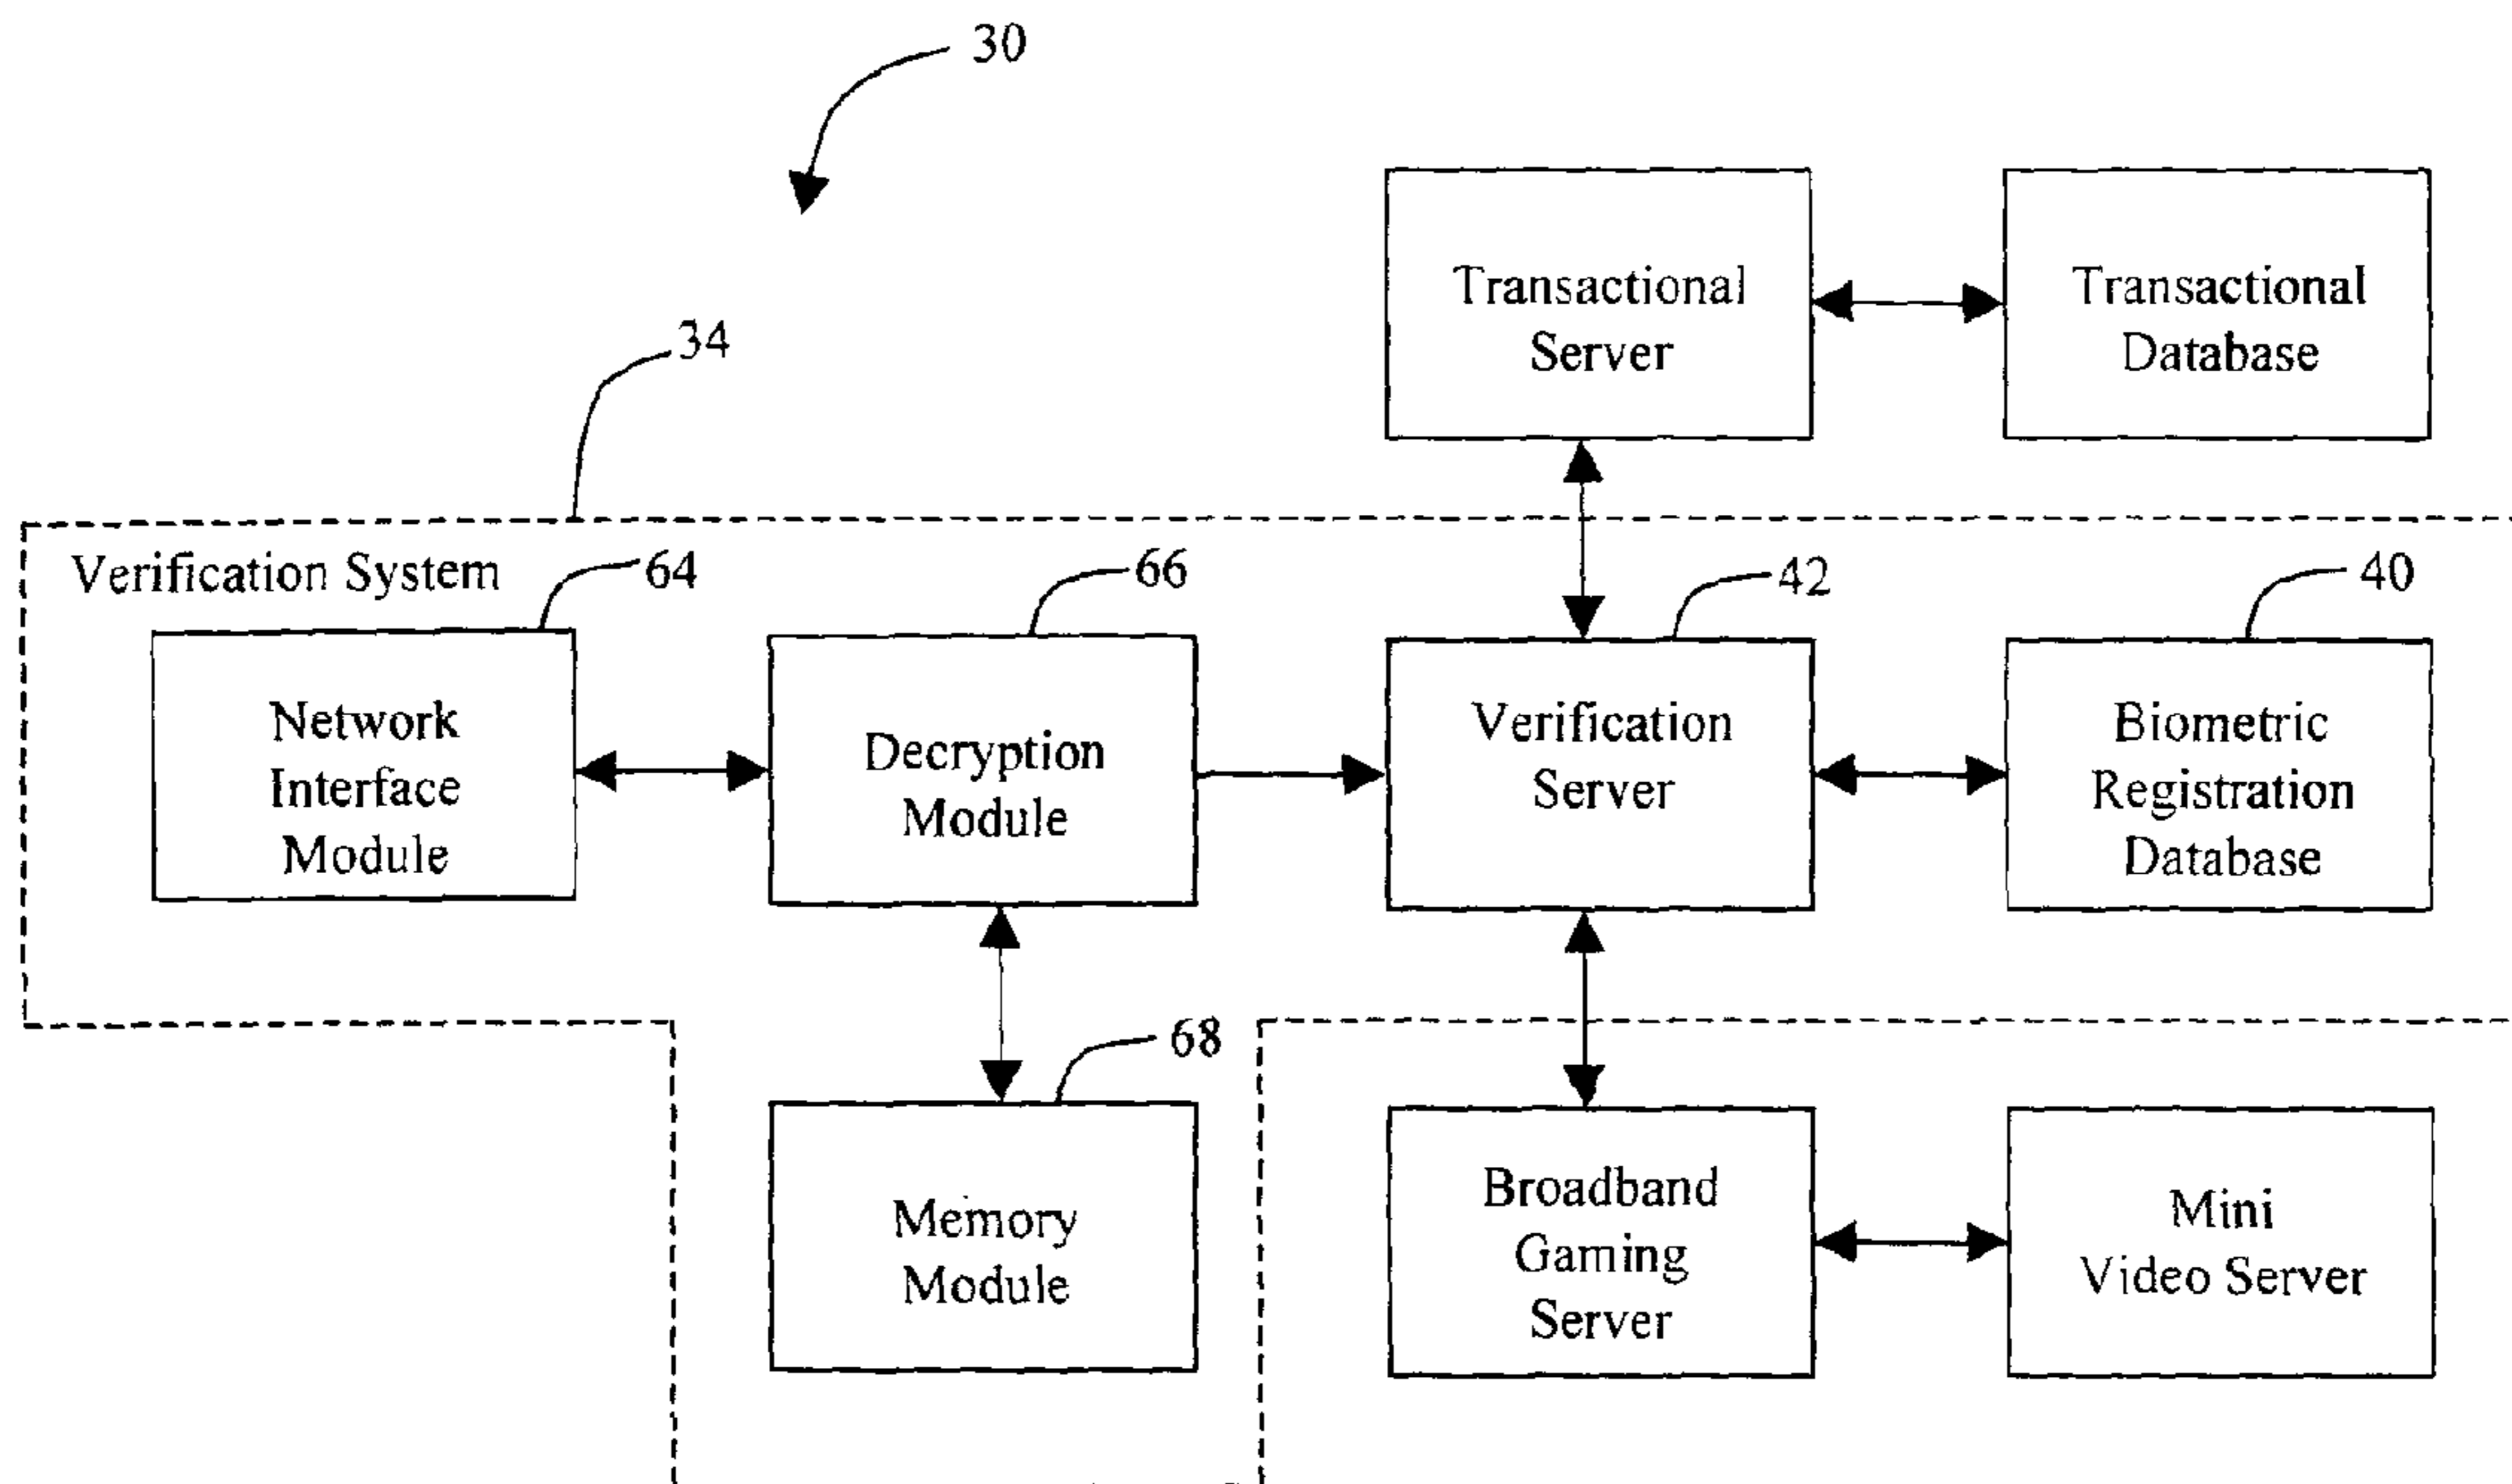 30
Transactional
Server
Transactional
Database
34
Verification System
64
66
42
40
Network
Interface
Module
Decryption
Module
Verification
Server
Biometric
Registration
Database
68
Memory
Module
Broadband
Gaming
Server
Mini
Video Server